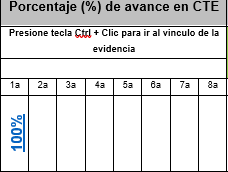 Porcentaje (%) de avance en CTE
Presione tecla Ctrl + Clic para ir al vinculo de la
evidencia
1a 2a 3a 4a 5a 6a 7a 8a
100%